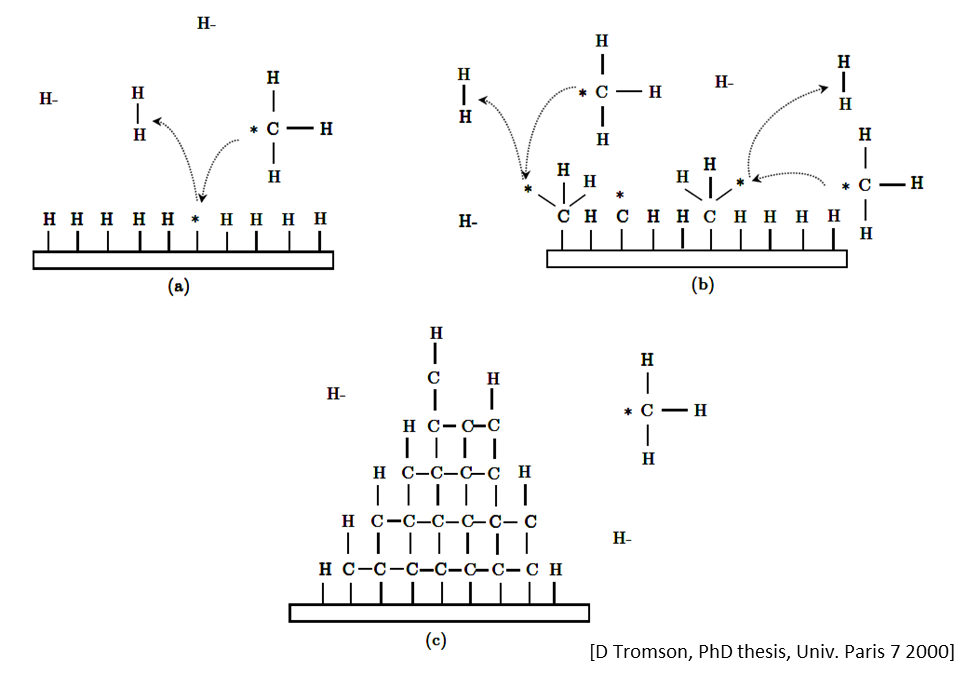 H-
H
H
H-
H
* C — H
H
H
H H H H H * H H H H
(a)
H
H
H-
H
H
* C — H
H
H
H
H
H
* C — H
H
H-
* H H
*
H H *
C H C H H C H H H H
(b)
H
C H
H-
H C – C – C
H C – C – C – C H
H C – C – C – C – C – C
H C – C – C – C – C – C – C H
(c)
H
* C — H
H
H-
[D Tromson, PhD thesis, Univ. Paris 7 2000]